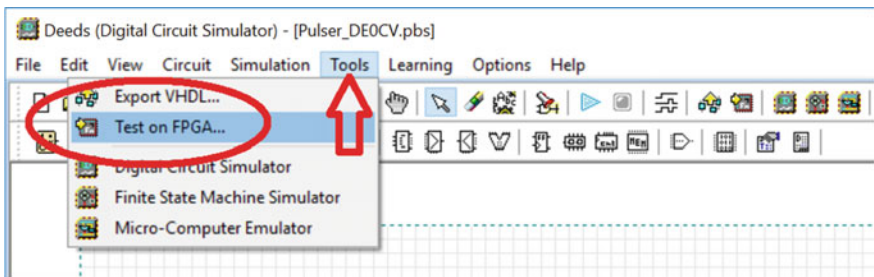 Deeds (Digital Circuit Simulator) - [Pulser_DE0CV.pbs]
File Edit View Circuit Simulation Tools Learning Options Help
Export VHDL...
Test on FPGA...
Digital Circuit Simulator
Finite State Machine Simulator
Micro-Computer Emulator